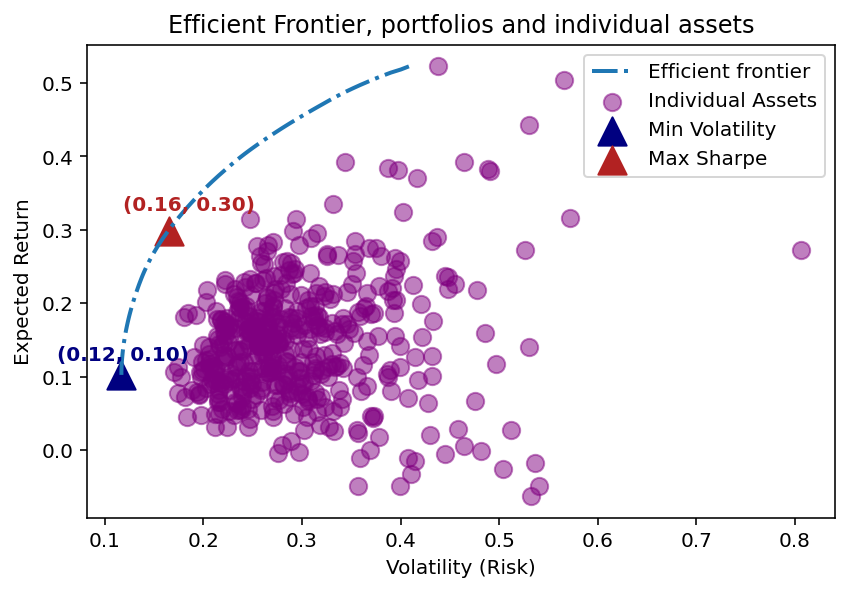 Efficient Frontier, portfolios and individual assets
Efficient frontier
Individual Assets
Min Volatility
Max Sharpe
(0.16, 0.30)
(0.12, 0.10)
Expected Return
0.5
0.4
0.3
0.2
0.1
0.0
0.1 0.2 0.3 0.4 0.5 0.6 0.7 0.8
Volatility (Risk)